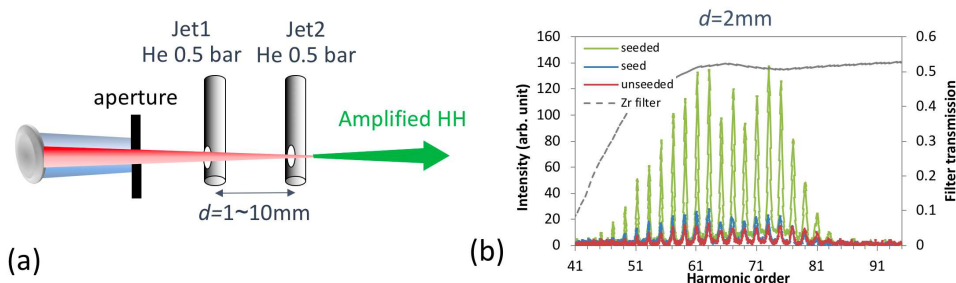 Jet1
He 0.5 bar
Jet2
He 0.5 bar
aperture
Amplified HH
d=1~10mm
(a)
d=2mm
160
140
120
100
80
60
40
20
0
Intensity (arb. unit)
seeded
seed
unseeded
Zr filter
0.6
0.5
0.4
0.3
0.2
0.1
0
Filter transmission
41 51 61 71 81 91
Harmonic order
(b)